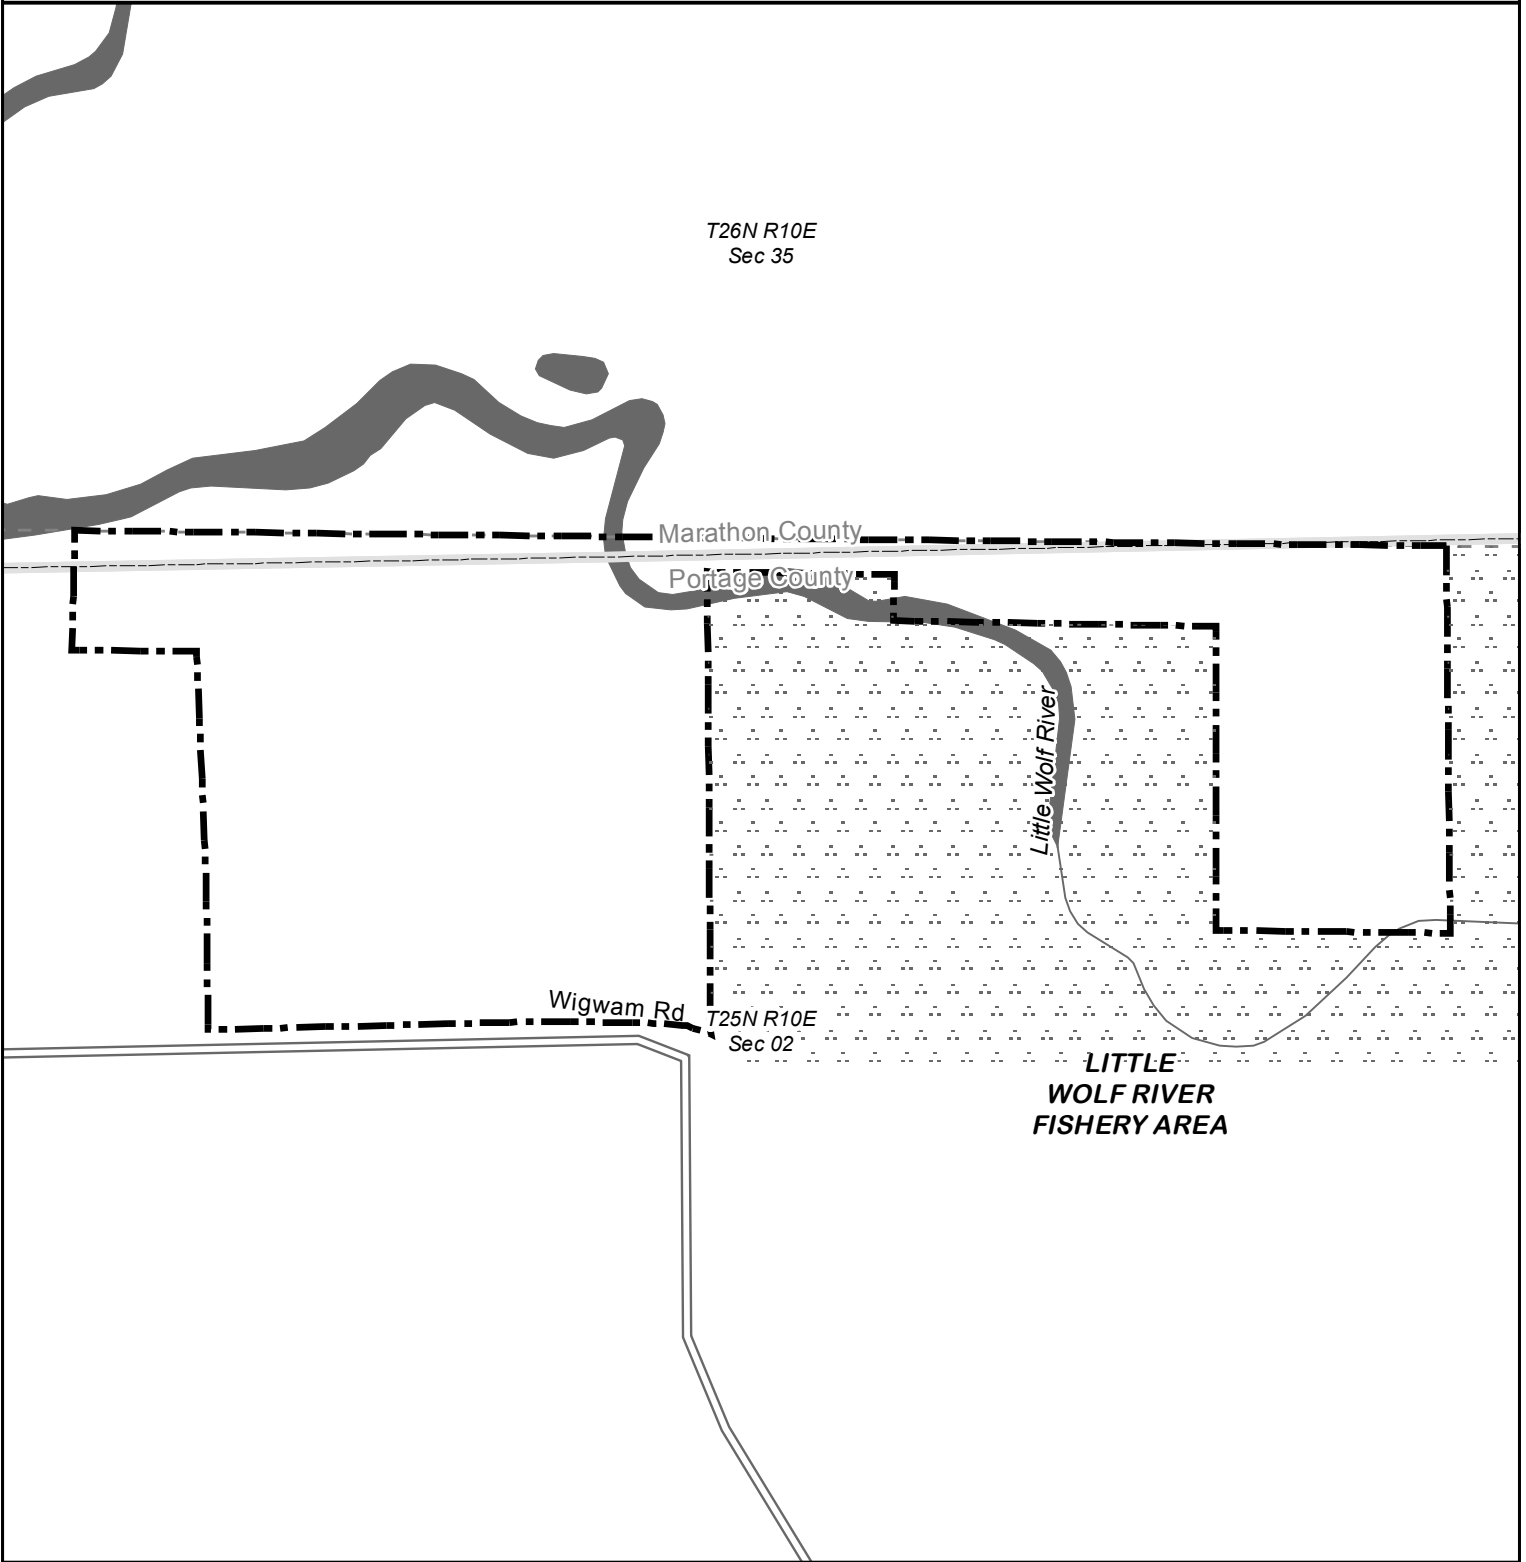 T26N R10E
Sec 35
Marathon County
Portage County
Little Wolf River
Wigwam Rd
T25N R10E
Sec 02
LITTLE
WOLF RIVER
FISHERY AREA